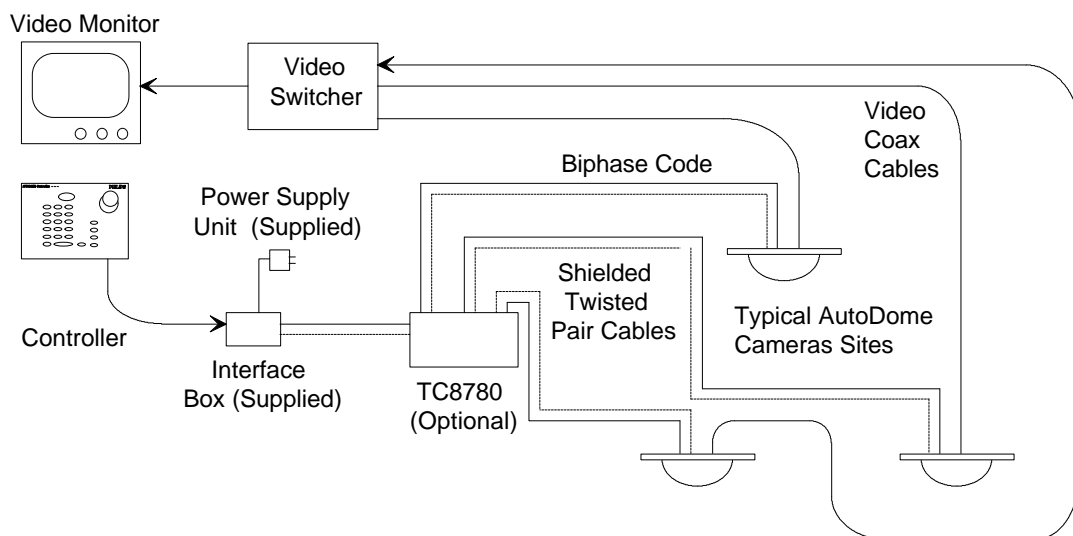 Video Monitor
Video
Switcher
Video
Coax
Cables
Biphase Code
Power Supply
Unit (Supplied)
Shielded
Twisted
Pair Cables
Typical AutoDome
Cameras Sites
Controller
Interface
Box (Supplied)
TC8780
(Optional)